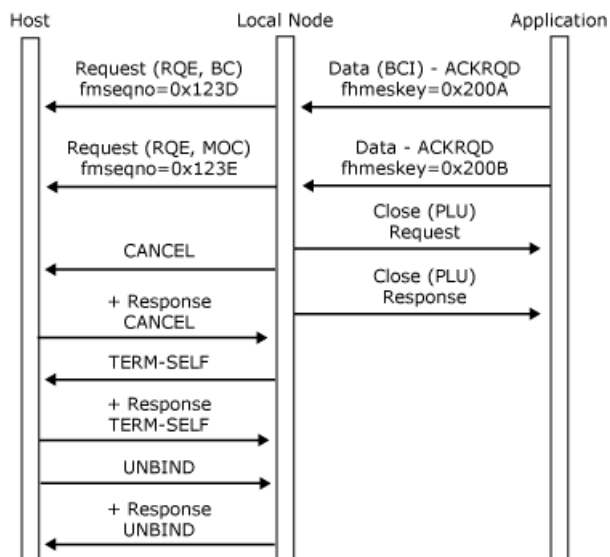 Host
Local Node
Application
Request (RQE, BC)
fmseqno=0x123D
Data (BCI) - ACKRQD
fhmeskey=0x200A
Request (RQE, MOC)
fmseqno=0x123E
Data - ACKRQD
fhmeskey=0x200B
Close (PLU)
Request
CANCEL
Close (PLU)
Response
+ Response
CANCEL
TERM-SELF
+ Response
TERM-SELF
UNBIND
+ Response
UNBIND